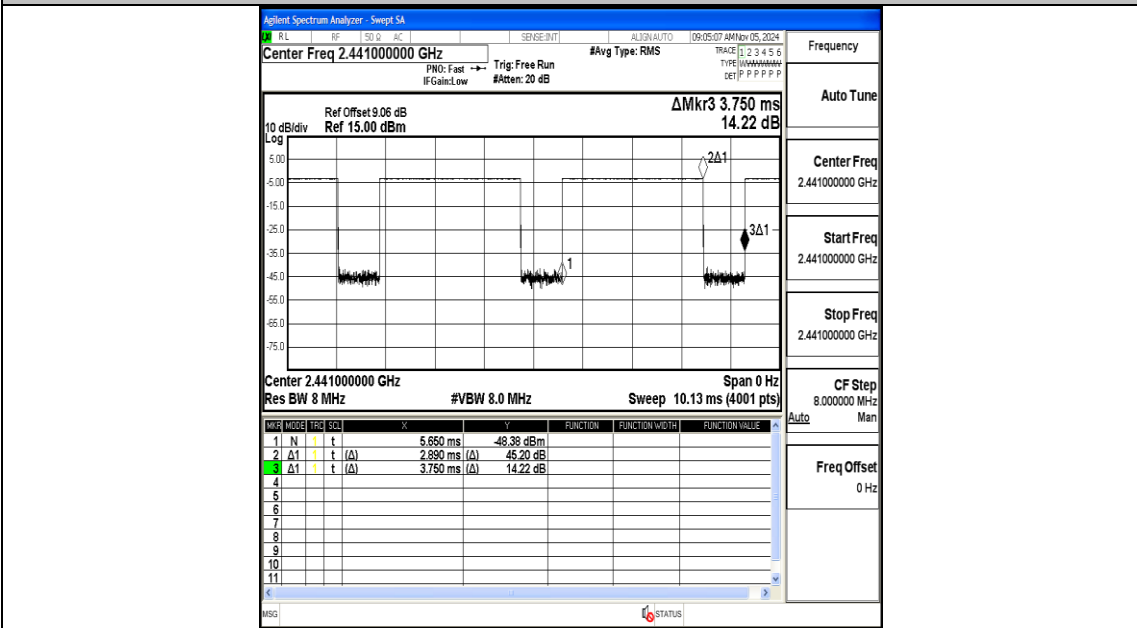 Agilent Spectrum Analyzer - Swept SA
RL RF 50 Ω AC SENSE:INT ALIGN AUTO 09:05:07 AM Nov 05, 2024
Center Freq 2.441000000 GHz
#Avg Type: RMS
TRACE 1 2 3 4 5 6
PNO: Fast Trig: Free Run
TYPE
IFGain:Low #Atten: 20 dB
DET P P P P P P
Frequency
Auto Tune
Ref Offset 9.06 dB
ΔMkr3 3.750 ms
10 dB/div Ref 15.00 dBm
14.22 dB
Log
5.00
-5.00
-15.0
-25.0
-35.0
-45.0
-55.0
-65.0
-75.0
2Δ1
3Δ1
1
Center Freq
2.441000000 GHz
Start Freq
2.441000000 GHz
Stop Freq
2.441000000 GHz
Center 2.441000000 GHz Span 0 Hz
Res BW 8 MHz #VBW 8.0 MHz Sweep 10.13 ms (4001 pts)
CF Step
8.000000 MHz
Auto Man
MKR MODE TRC SCL X Y FUNCTION FUNCTION WIDTH FUNCTION VALUE
1 N 1 t 5.650 ms -48.38 dBm
2 Δ1 1 t (Δ) 2.890 ms (Δ) 45.20 dB
3 Δ1 1 t (Δ) 3.750 ms (Δ) 14.22 dB
4
5
6
7
8
9
10
11
Freq Offset
0 Hz
MSG STATUS